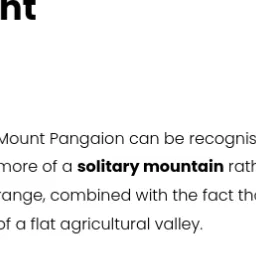 nt
Mount Pangaion can be recognis
more of a solitary mountain rath
range, combined with the fact tha
of a flat agricultural valley.